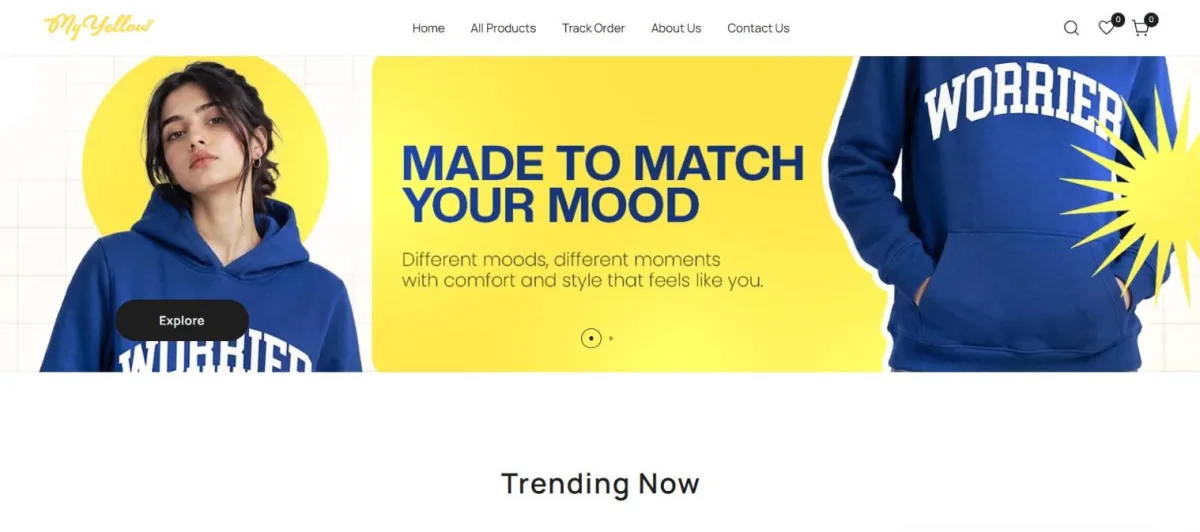 MyYellow
Home
All Products
Track Order
About Us
Contact Us
0
0
MADE TO MATCH
YOUR MOOD
Different moods, different moments
with comfort and style that feels like you.
WORRIER
Explore
WORRIER
Trending Now